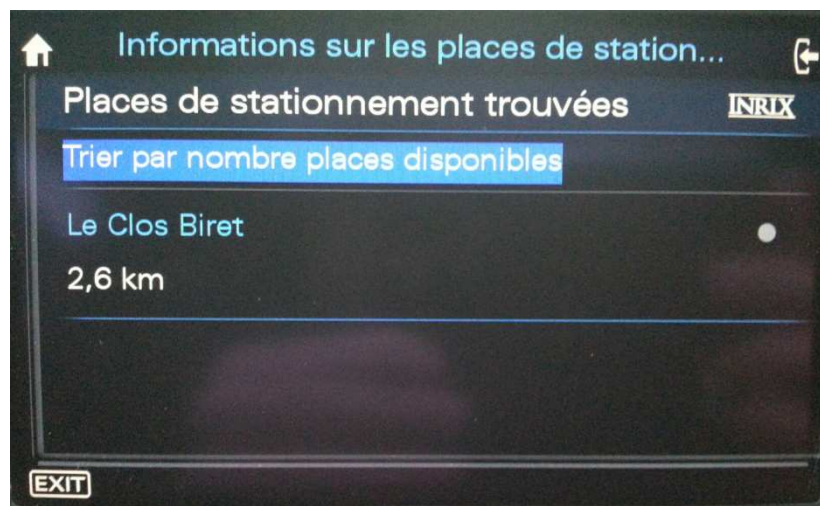 Informations sur les places de station...
Places de stationnement trouvées INRIX
Trier par nombre places disponibles
Le Clos Biret
2,6 km
EXIT